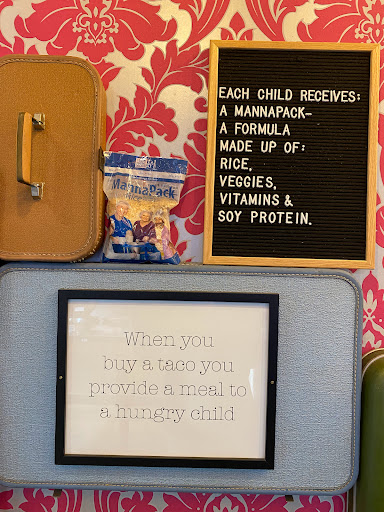 EACH CHILD RECEIVES:
A MANNAPACK–
A FORMULA
MADE UP OF:
RICE,
VEGGIES,
VITAMINS &
SOY PROTEIN.
MannaPack
When you
buy a taco you
provide a meal to
a hungry child